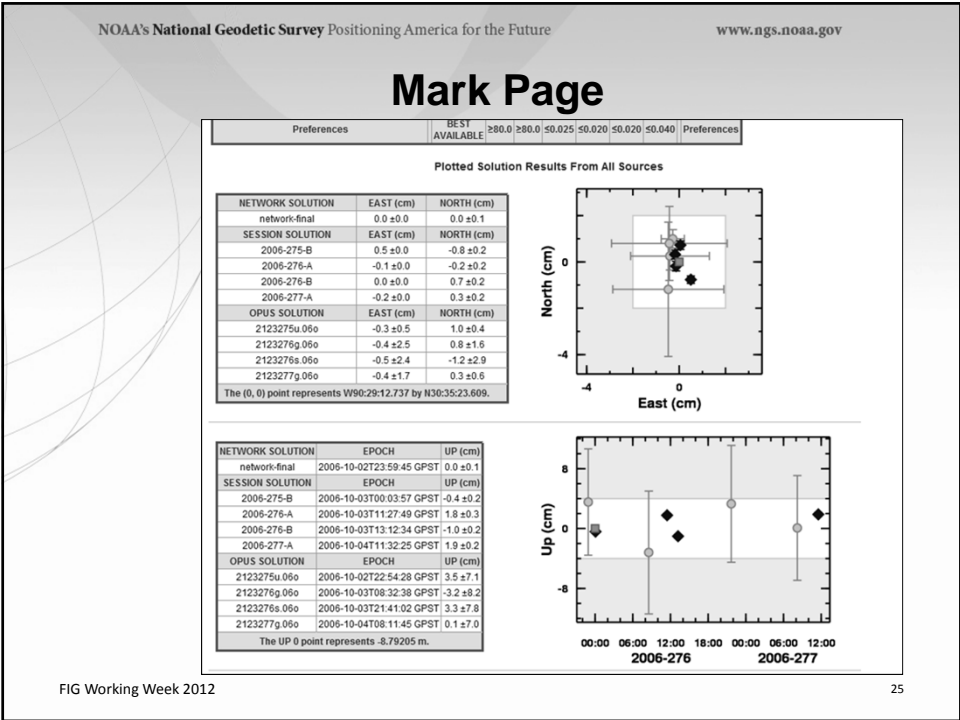 NOAA's National Geodetic Survey Positioning America for the Future www.ngs.noaa.gov
Mark Page
Preferences BEST AVAILABLE ≥80.0 ≥80.0 ≤0.025 ≤0.020 ≤0.020 ≤0.040 Preferences
Plotted Solution Results From All Sources
NETWORK SOLUTION EAST (cm) NORTH (cm)
network-final 0.0 ±0.0 0.0 ±0.1
SESSION SOLUTION EAST (cm) NORTH (cm)
2006-275-B 0.5 ±0.0 -0.8 ±0.2
2006-276-A -0.1 ±0.0 -0.2 ±0.2
2006-276-B 0.0 ±0.0 0.7 ±0.2
2006-277-A -0.2 ±0.0 0.3 ±0.2
OPUS SOLUTION EAST (cm) NORTH (cm)
2123275u.06o -0.3 ±0.5 1.0 ±0.4
2123276g.06o -0.4 ±2.5 0.8 ±1.6
2123276s.06o -0.5 ±2.4 -1.2 ±2.9
2123277g.06o -0.4 ±1.7 0.3 ±0.6
The (0, 0) point represents W90:29:12.737 by N30:35:23.609.
North (cm)
0
-4
-4 0
East (cm)
NETWORK SOLUTION EPOCH UP (cm)
network-final 2006-10-02T23:59:45 GPST 0.0 ±0.1
SESSION SOLUTION EPOCH UP (cm)
2006-275-B 2006-10-03T00:03:57 GPST -0.4 ±0.2
2006-276-A 2006-10-03T11:27:49 GPST 1.8 ±0.3
2006-276-B 2006-10-03T13:12:34 GPST -1.0 ±0.2
2006-277-A 2006-10-04T11:32:25 GPST 1.9 ±0.2
OPUS SOLUTION EPOCH UP (cm)
2123275u.06o 2006-10-02T22:54:28 GPST 3.5 ±7.1
2123276g.06o 2006-10-03T08:32:38 GPST -3.2 ±8.2
2123276s.06o 2006-10-03T21:41:02 GPST 3.3 ±7.8
2123277g.06o 2006-10-04T08:11:45 GPST 0.1 ±7.0
The UP 0 point represents -8.79205 m.
Up (cm)
8
0
-8
00:00 06:00 12:00 18:00 00:00 06:00 12:00
2006-276 2006-277
FIG Working Week 2012 25